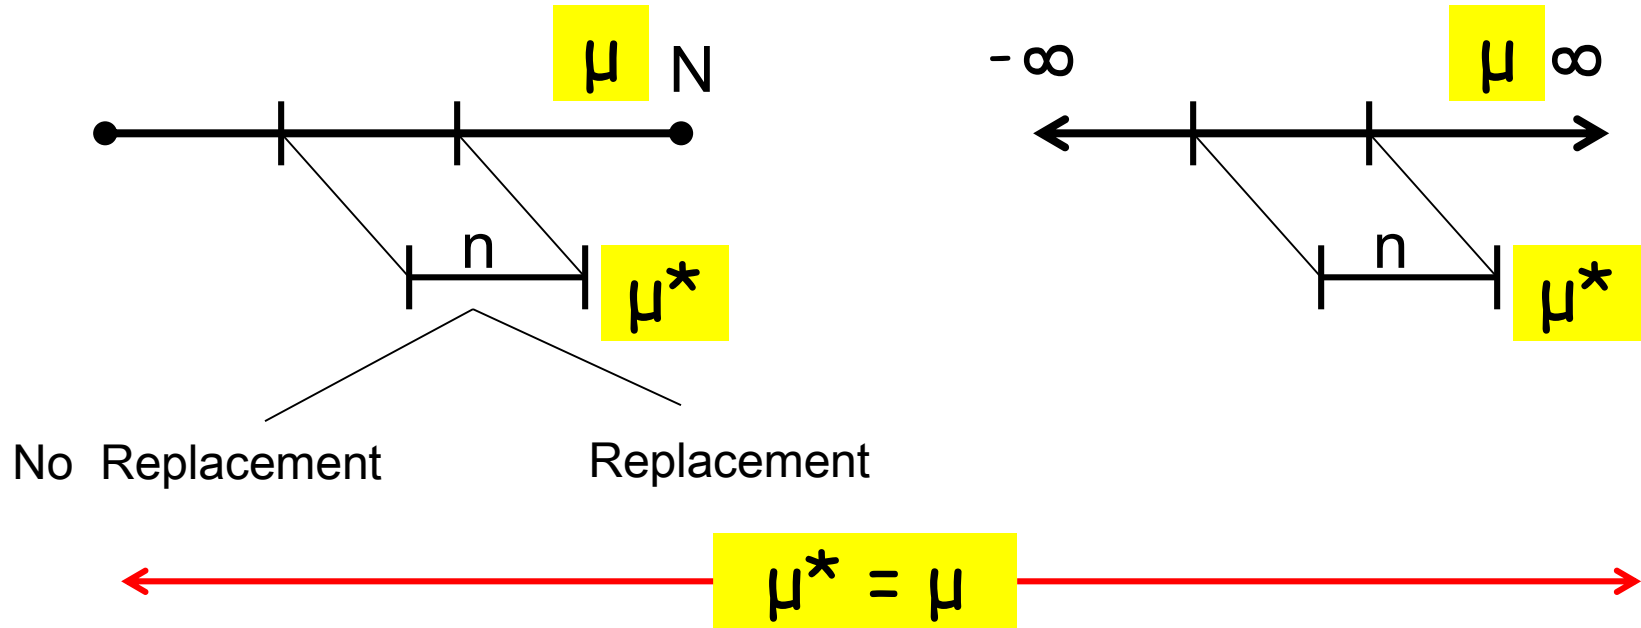 μ N
n
μ*
No Replacement
Replacement
-∞ μ ∞
n
μ*
μ* = μ